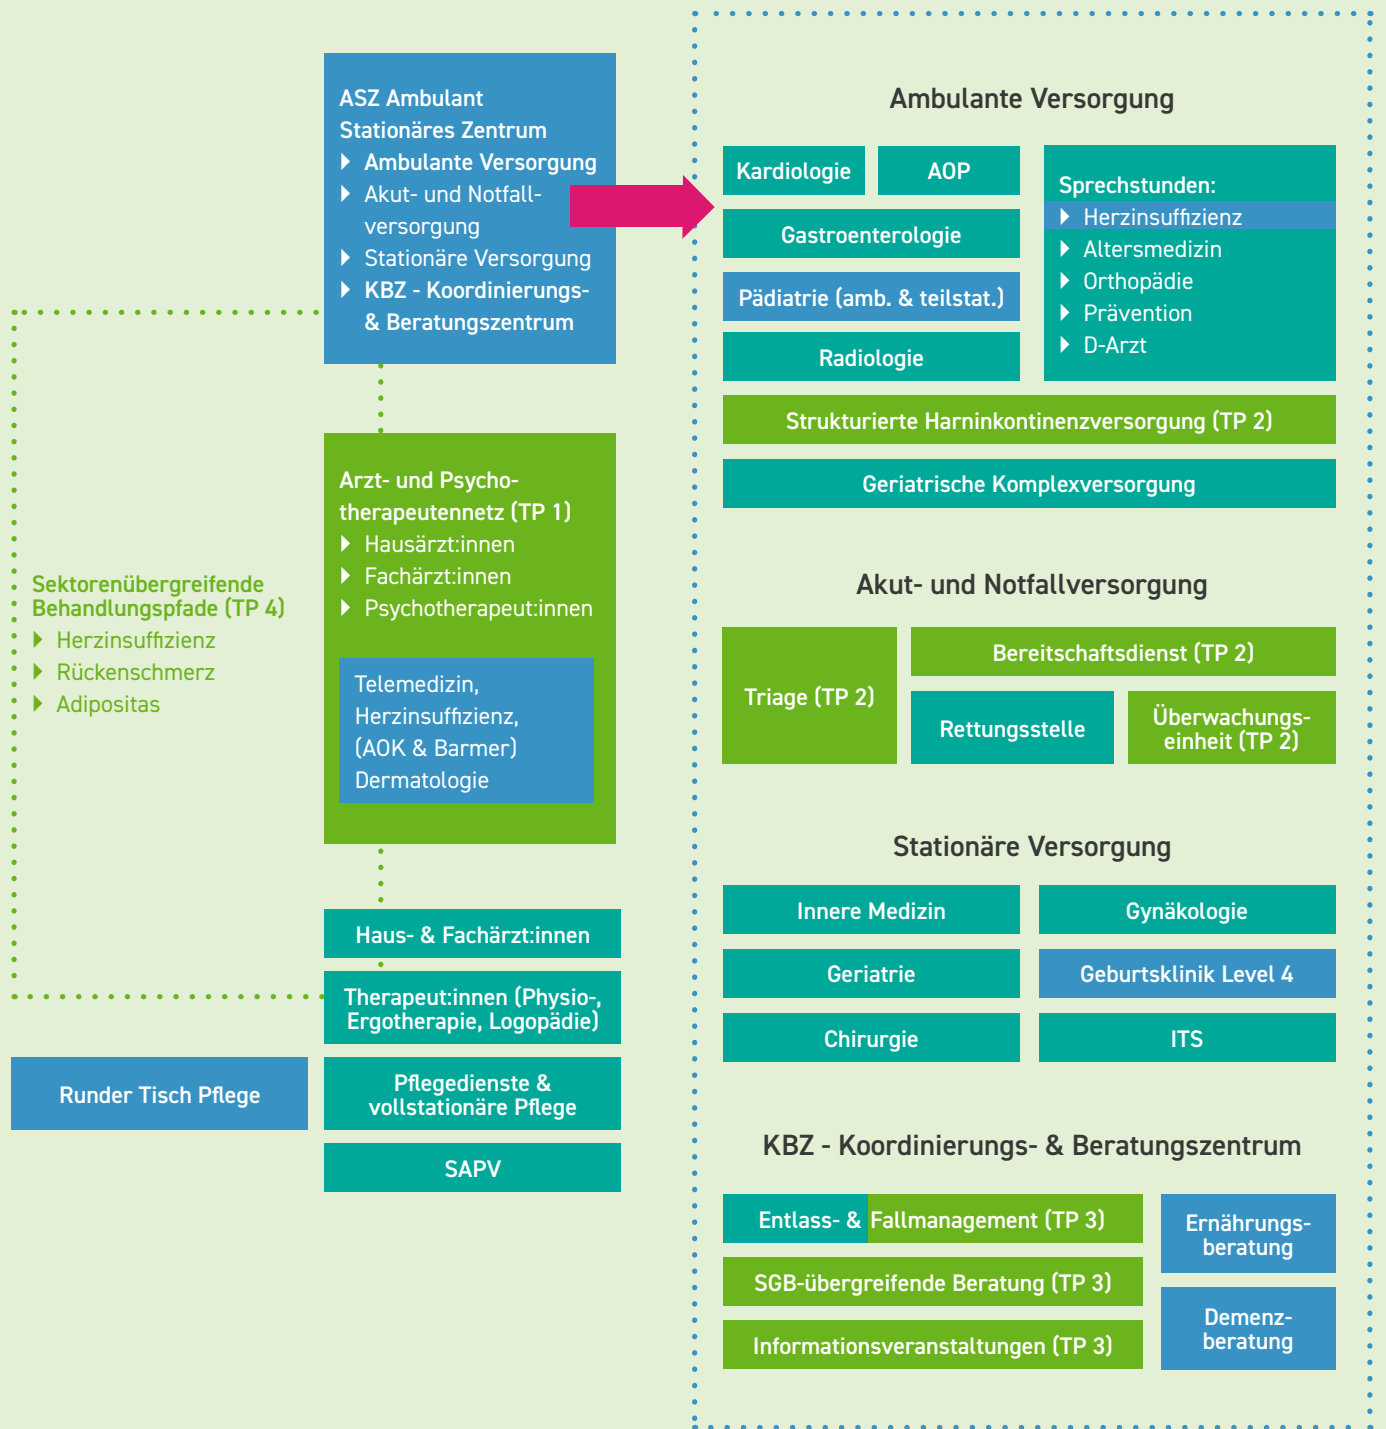 ASZ Ambulant
Stationäres Zentrum
Ambulante Versorgung
Akut- und Notfall-
versorgung
Stationäre Versorgung
KBZ - Koordinierungs-
& Beratungszentrum
Arzt- und Psycho-
therapeutennetz (TP 1)
Hausärzt:innen
Fachärzt:innen
Psychotherapeut:innen
Telemedizin,
Herzinsuffizienz,
(AOK & Barmer)
Dermatologie
Sektorenübergreifende
Behandlungspfade (TP 4)
Herzinsuffizienz
Rückenschmerz
Adipositas
Haus- & Fachärzt:innen
Therapeut:innen (Physio-,
Ergotherapie, Logopädie)
Runder Tisch Pflege
Pflegedienste &
vollstationäre Pflege
SAPV
Ambulante Versorgung
Kardiologie
AOP
Gastroenterologie
Pädiatrie (amb. & teilstat.)
Radiologie
Sprechstunden:
Herzinsuffizienz
Altersmedizin
Orthopädie
Prävention
D-Arzt
Strukturierte Harninkontinenzversorgung (TP 2)
Geriatrische Komplexversorgung
Akut- und Notfallversorgung
Triage (TP 2)
Bereitschaftsdienst (TP 2)
Rettungsstelle
Überwachungs-
einheit (TP 2)
Stationäre Versorgung
Innere Medizin
Gynäkologie
Geriatrie
Geburtsklinik Level 4
Chirurgie
ITS
KBZ - Koordinierungs- & Beratungszentrum
Entlass- & Fallmanagement (TP 3)
SGB-übergreifende Beratung (TP 3)
Informationsveranstaltungen (TP 3)
Ernährungs-
beratung
Demenz-
beratung